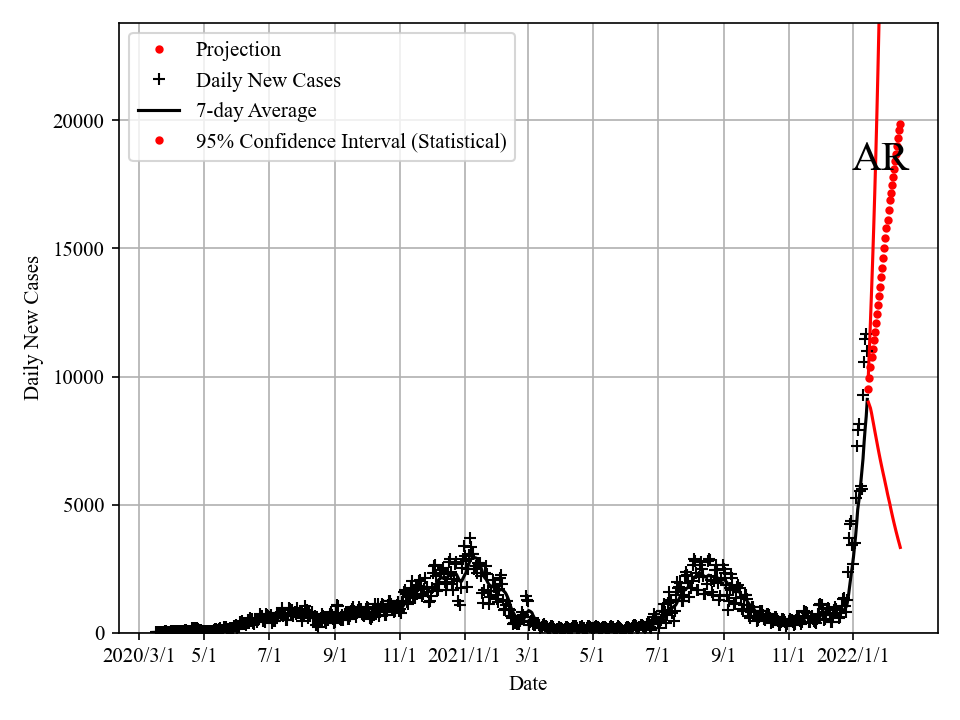 Projection
Daily New Cases
7-day Average
95% Confidence Interval (Statistical)
AR
20000
15000
10000
5000
0
Daily New Cases
2020/3/1 5/1 7/1 9/1 11/1 2021/1/1 3/1 5/1 7/1 9/1 11/1 2022/1/1
Date